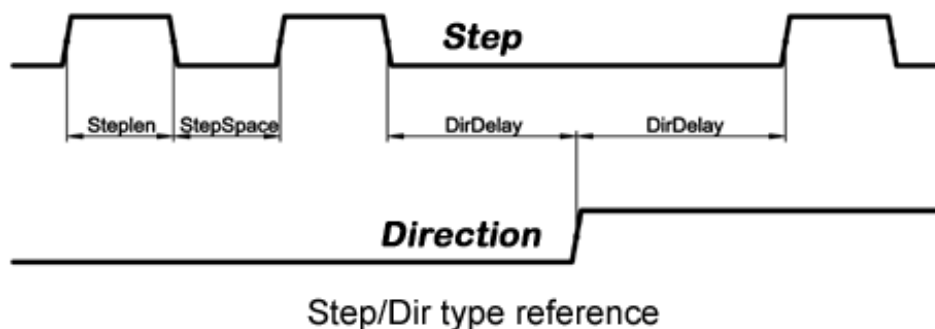 Step
Steplen StepSpace DirDelay DirDelay
Direction
Step/Dir type reference